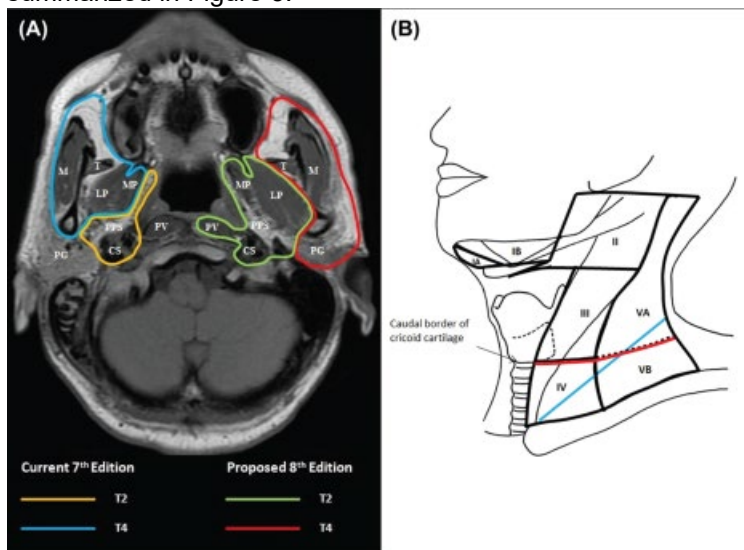 (A)
M
T
LP
MP
PPS
CS
PV
PG
MP
T
M
LP
PV
PPS
CS
PG
Current 7th Edition
Proposed 8th Edition
T2
T2
T4
T4
(B)
IA
IB
II
III
VA
Caudal border of
cricoid cartilage
IV
VB